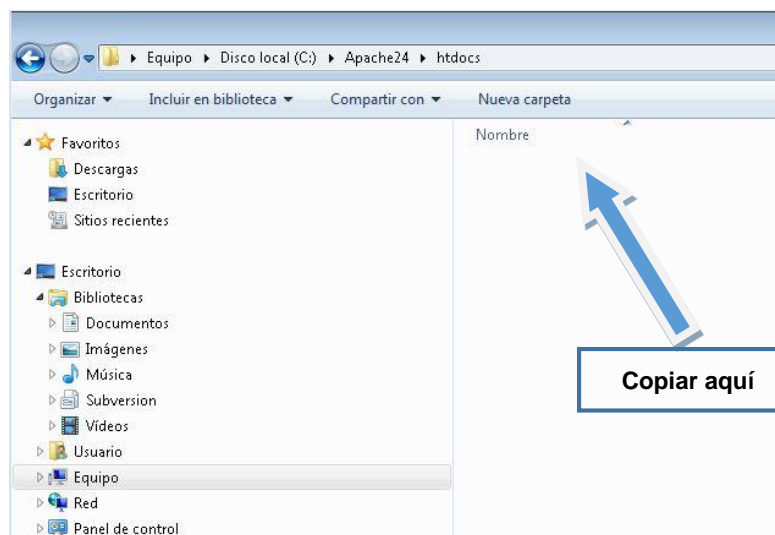 Equipo Disco local (C:) Apache24 htdocs
Organizar Incluir en biblioteca Compartir con Nueva carpeta
Nombre
Favoritos
Descargas
Escritorio
Sitios recientes
Escritorio
Bibliotecas
Documentos
Imágenes
Música
Subversion
Vídeos
Usuario
Equipo
Red
Panel de control
Copiar aquí